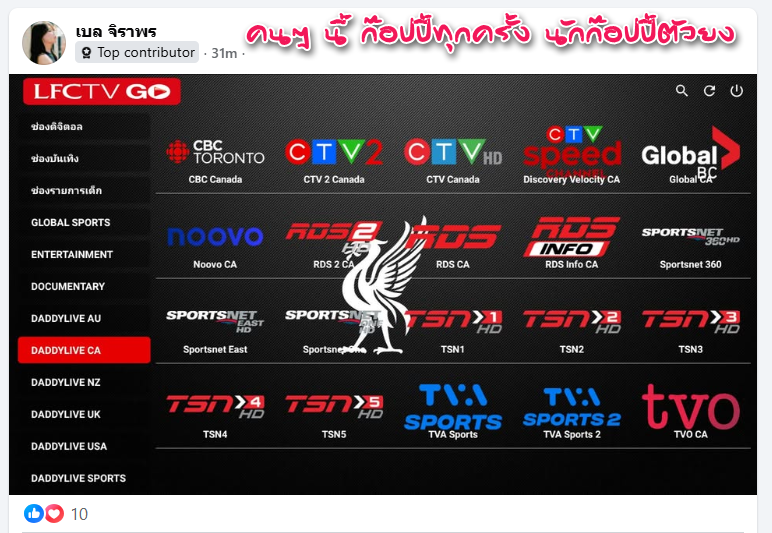 เบล จิราพร
Top contributor · 31m ·
คนๆ นี้ ก๊อปปี้ทุกครั้ง นักก๊อปปี้ตัวยง
LFCTV GO
ช่องดิจิตอล
ช่องบันเทิง
ช่องรายการเด็ก
GLOBAL SPORTS
ENTERTAINMENT
DOCUMENTARY
DADDYLIVE AU
DADDYLIVE CA
DADDYLIVE NZ
DADDYLIVE UK
DADDYLIVE USA
DADDYLIVE SPORTS
CBC TORONTO
CBC Canada
CTV2
CTV 2 Canada
CTV HD
CTV Canada
CTV speed CHANNEL
Discovery Velocity CA
Global BC
Global CA
noovo
Noovo CA
RDS2 HD
RDS 2 CA
RDS
RDS CA
RDS INFO
RDS Info CA
SPORTSNET 360 HD
Sportsnet 360
SPORTSNET EAST HD
Sportsnet East
SPORTSNET
Sportsnet One
TSN 1 HD
TSN1
TSN 2 HD
TSN2
TSN 3 HD
TSN3
TSN 4 HD
TSN4
TSN 5 HD
TSN5
TVA SPORTS
TVA Sports
TVA SPORTS 2
TVA Sports 2
tvo
TVO CA
10